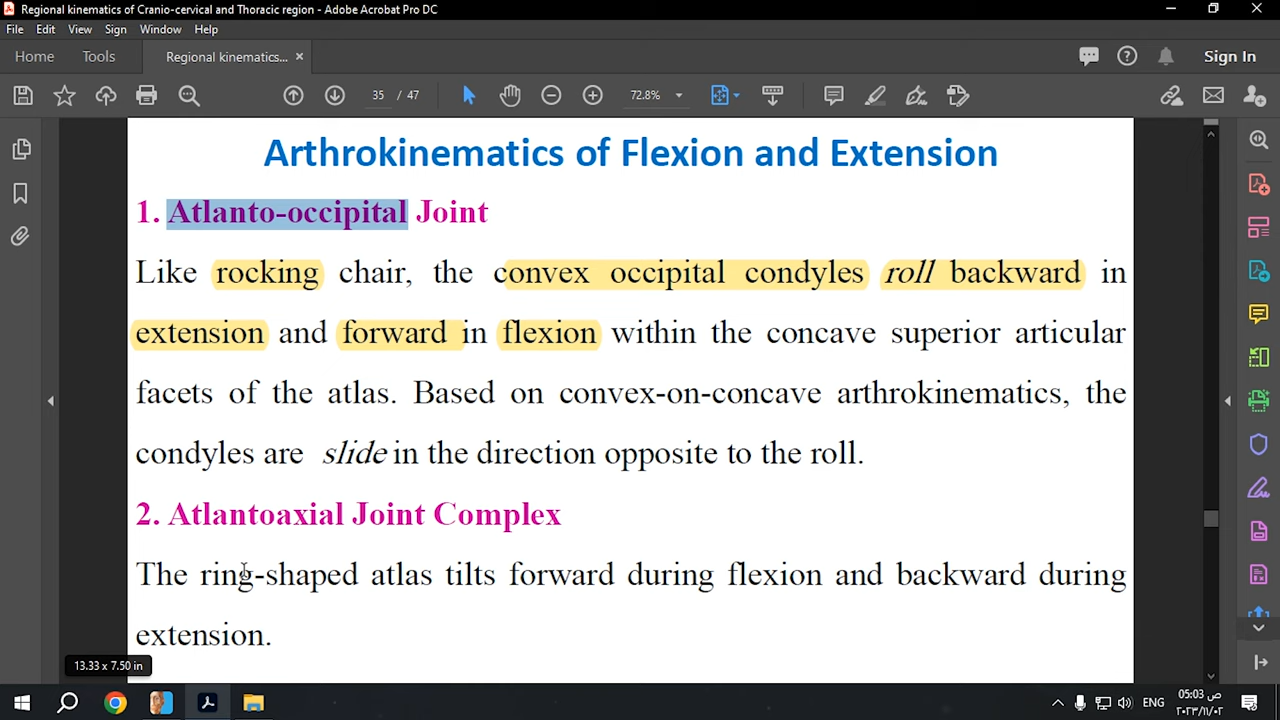 Regional kinematics of Cranio-cervical and Thoracic region - Adobe Acrobat Pro DC
File Edit View Sign Window Help
Home Tools Regional kinematics... × Sign In
35 / 47 72.8%
Arthrokinematics of Flexion and Extension
1. Atlanto-occipital Joint
Like rocking chair, the convex occipital condyles roll backward in
extension and forward in flexion within the concave superior articular
facets of the atlas. Based on convex-on-concave arthrokinematics, the
condyles are slide in the direction opposite to the roll.
2. Atlantoaxial Joint Complex
The ring-shaped atlas tilts forward during flexion and backward during
extension.
13.33 x 7.50 in
ENG 05:03 ص
٢٠٢٣/١١/٠٢